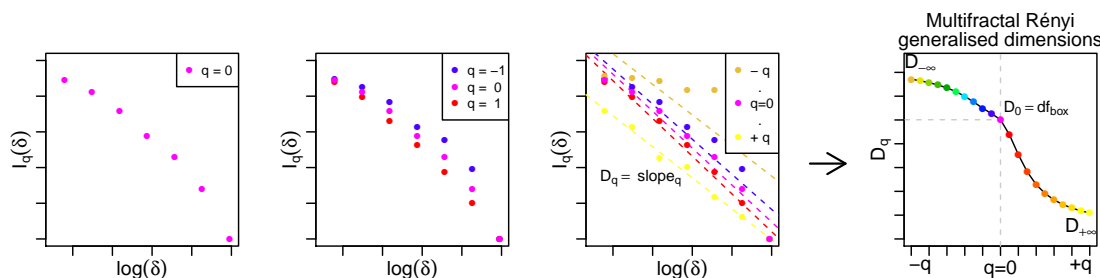 I_q(δ)
q = 0
log(δ)
I_q(δ)
q = −1
q = 0
q = 1
log(δ)
I_q(δ)
− q
.
q=0
.
+ q
D_q = slope_q
log(δ)
Multifractal Rényi
generalised dimensions
D_−∞
D_0 = df_box
D_q
D_+∞
−q
q=0
+q